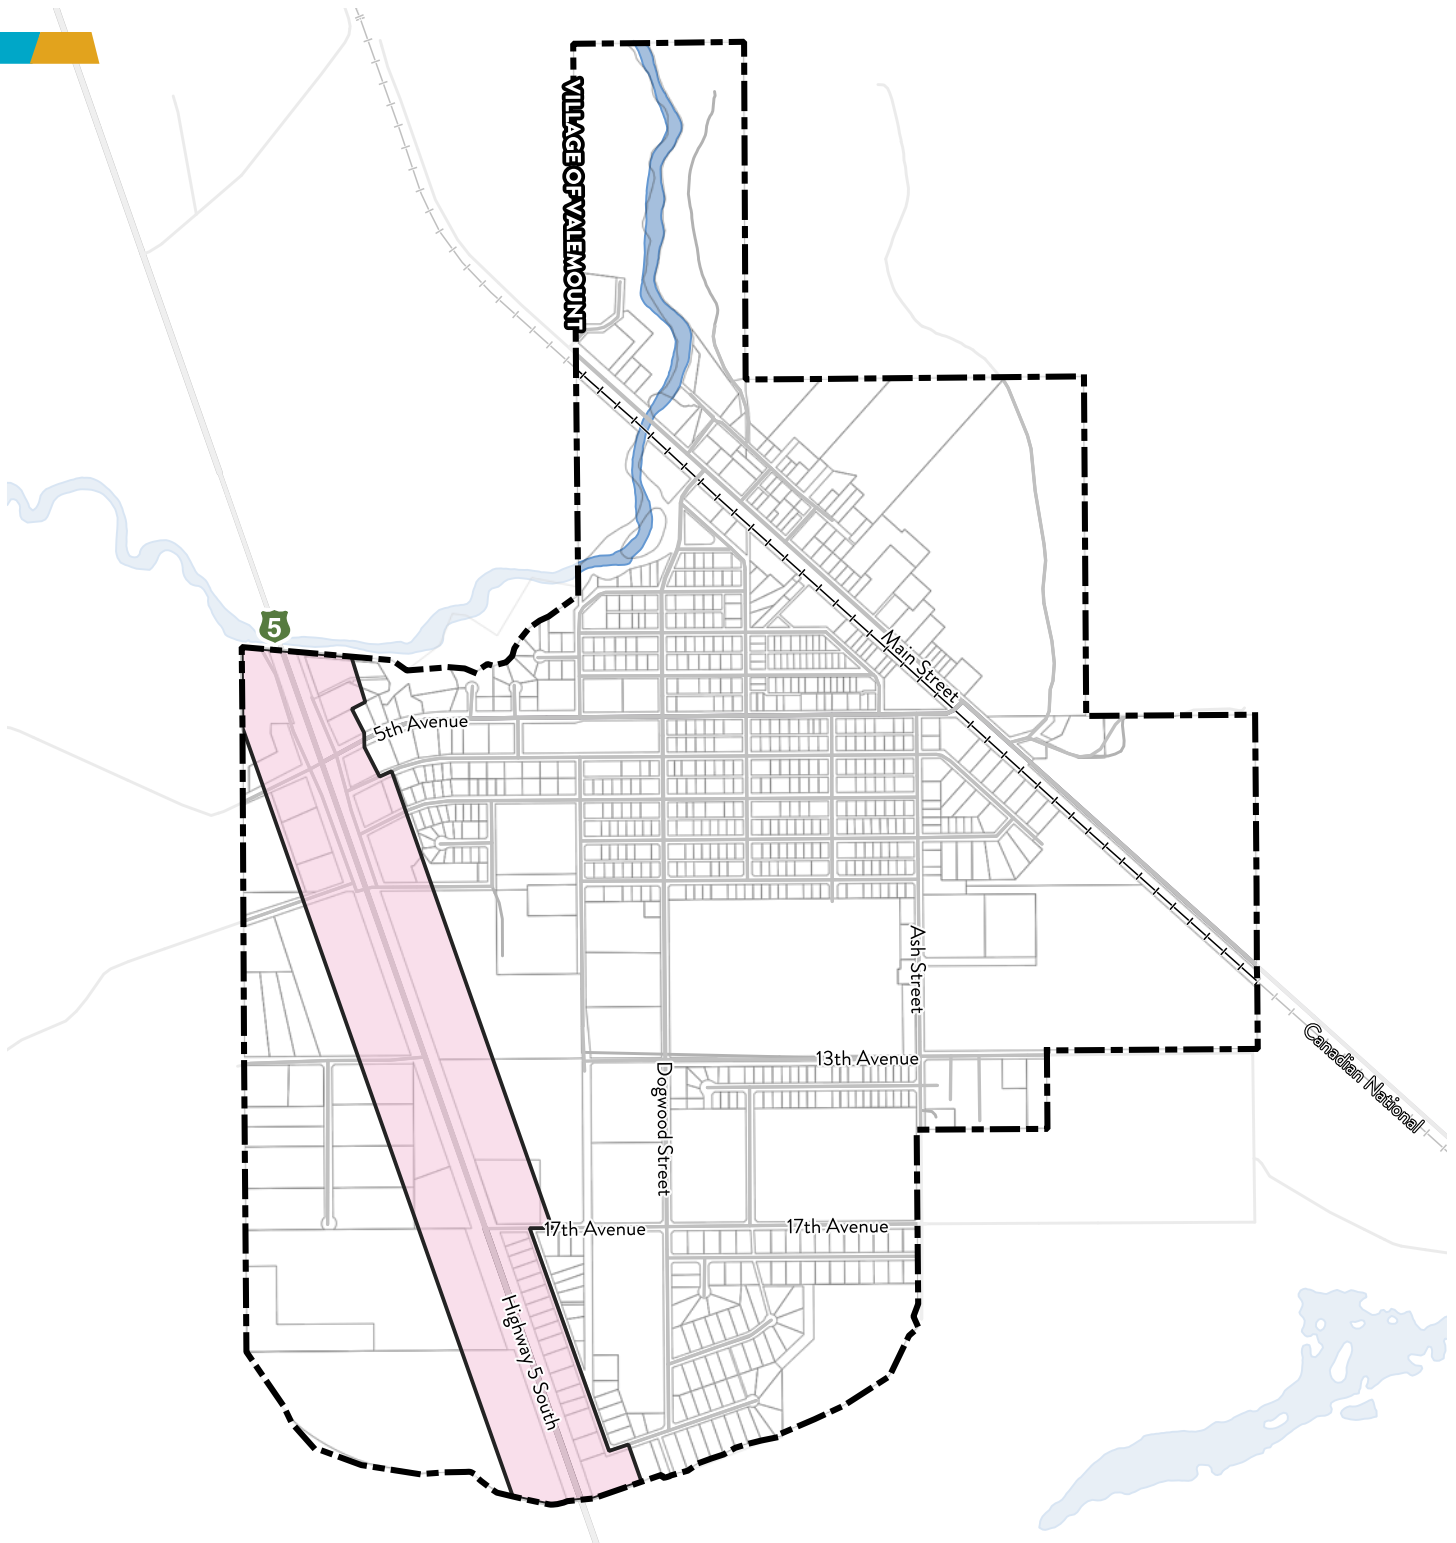 VILLAGE OF VALEMOUNT
5
Main Street
5th Avenue
Ash Street
Canadian National
13th Avenue
Dogwood Street
17th Avenue
17th Avenue
Highway 5 South